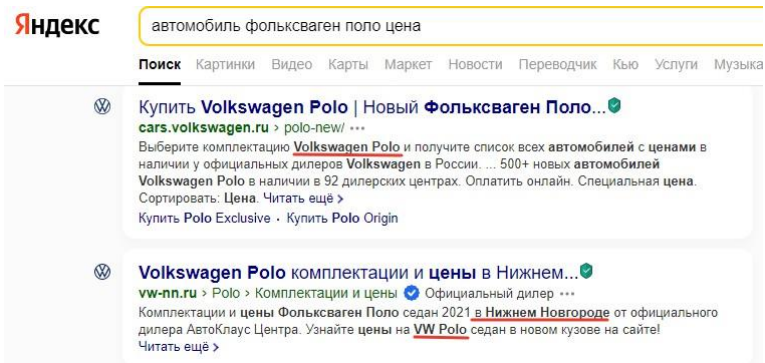 Яндекс
автомобиль фольксваген поло цена
Поиск Картинки Видео Карты Маркет Новости Переводчик Кью Услуги Музыка
Купить Volkswagen Polo | Новый Фольксваген Поло...
cars.volkswagen.ru › polo-new/ •••
Выберите комплектацию Volkswagen Polo и получите список всех автомобилей с ценами в
наличии у официальных дилеров Volkswagen в России. ... 500+ новых автомобилей
Volkswagen Polo в наличии в 92 дилерских центрах. Оплатить онлайн. Специальная цена.
Сортировать: Цена. Читать ещё ›
Купить Polo Exclusive · Купить Polo Origin
Volkswagen Polo комплектации и цены в Нижнем...
vw-nn.ru › Polo › Комплектации и цены Официальный дилер •••
Комплектации и цены Фольксваген Поло седан 2021 в Нижнем Новгороде от официального
дилера АвтоКлаус Центра. Узнайте цены на VW Polo седан в новом кузове на сайте!
Читать ещё ›